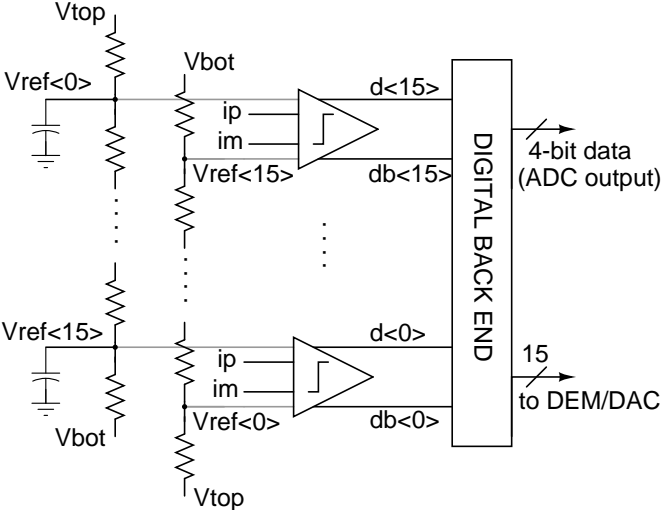 Vtop
Vbot
Vref<0>
d<15>
ip
im
Vref<15>
db<15>
4-bit data
(ADC output)
DIGITAL BACK END
Vref<15>
d<0>
ip
im
15
to DEM/DAC
Vref<0>
db<0>
Vbot
Vtop